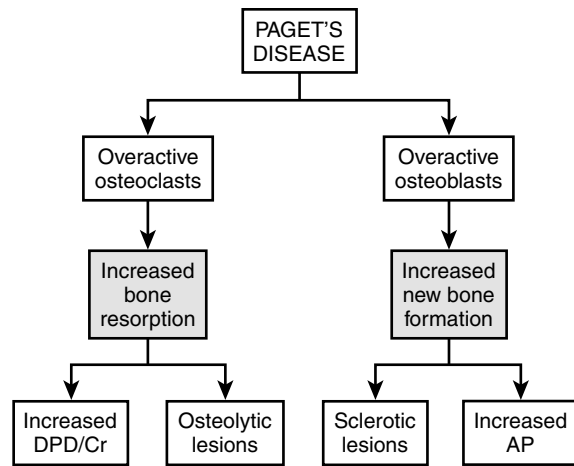 PAGET'S
DISEASE
Overactive
osteoclasts
Overactive
osteoblasts
Increased
bone
resorption
Increased
new bone
formation
Increased
DPD/Cr
Osteolytic
lesions
Sclerotic
lesions
Increased
AP